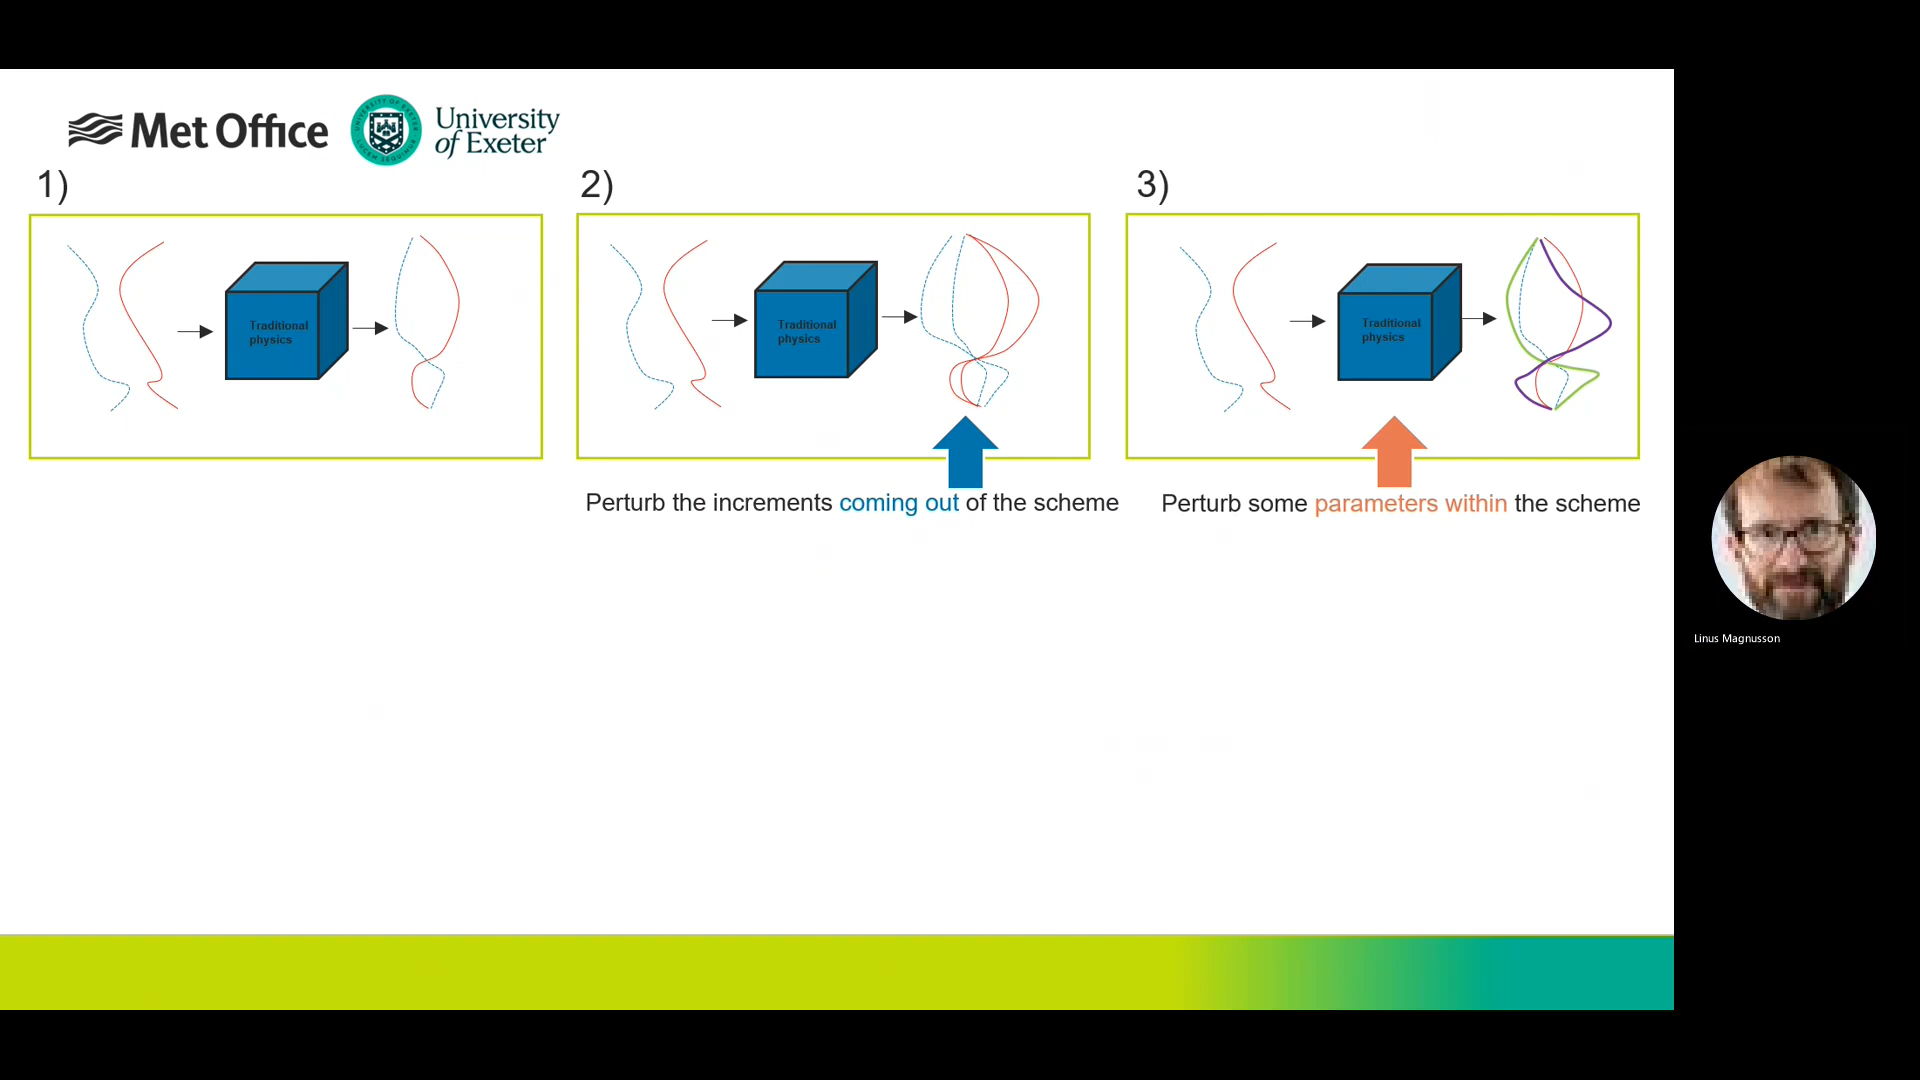 Met Office
University
of Exeter
1)
2)
3)
Traditional
physics
Traditional
physics
Traditional
physics
Perturb the increments coming out of the scheme
Perturb some parameters within the scheme
Linus Magnusson